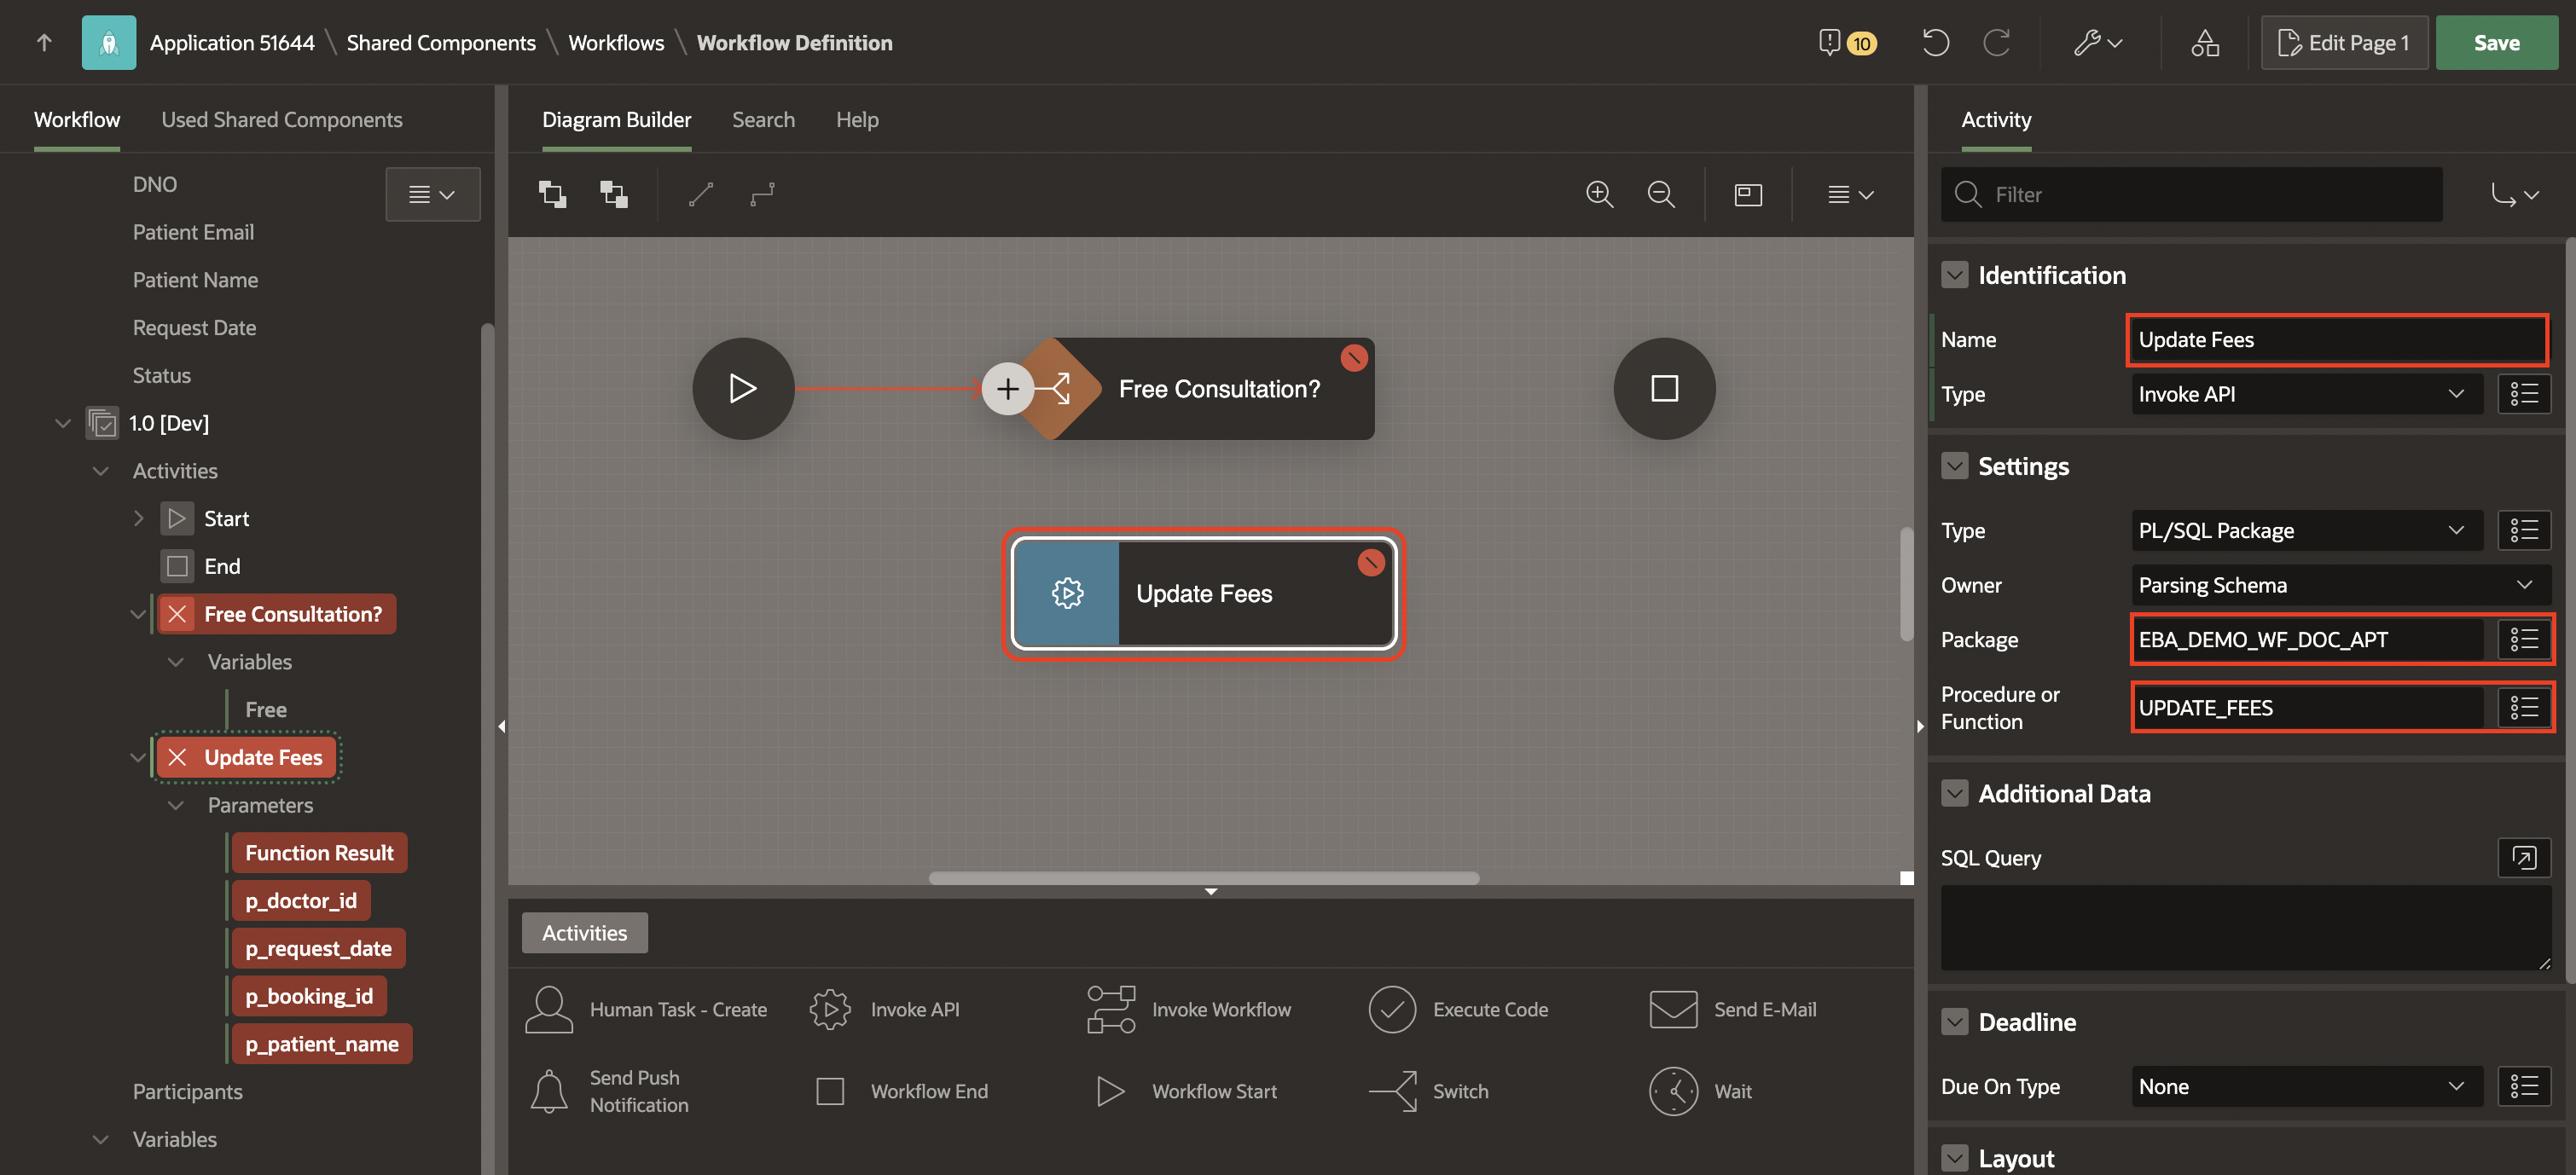 Application 51644 \ Shared Components \ Workflows \ Workflow Definition
10
Edit Page 1
Save
Workflow
Used Shared Components
DNO
Patient Email
Patient Name
Request Date
Status
1.0 [Dev]
Activities
Start
End
Free Consultation?
Variables
Free
Update Fees
Parameters
Function Result
p_doctor_id
p_request_date
p_booking_id
p_patient_name
Participants
Variables
Diagram Builder
Search
Help
Free Consultation?
Update Fees
Activities
Human Task - Create
Invoke API
Invoke Workflow
Execute Code
Send E-Mail
Send Push
Notification
Workflow End
Workflow Start
Switch
Wait
Activity
Filter
Identification
Name
Update Fees
Type
Invoke API
Settings
Type
PL/SQL Package
Owner
Parsing Schema
Package
EBA_DEMO_WF_DOC_APT
Procedure or
Function
UPDATE_FEES
Additional Data
SQL Query
Deadline
Due On Type
None
Layout